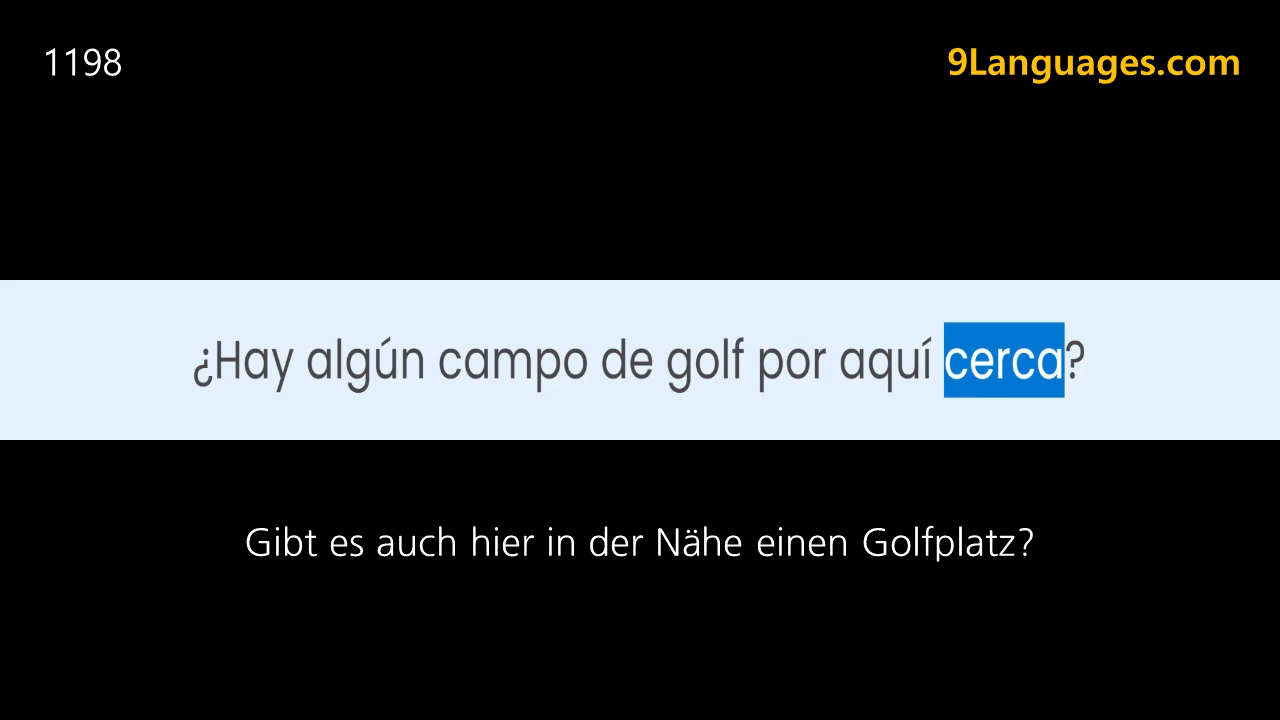 1198
9Languages.com
¿Hay algún campo de golf por aquí cerca?
Gibt es auch hier in der Nähe einen Golfplatz?